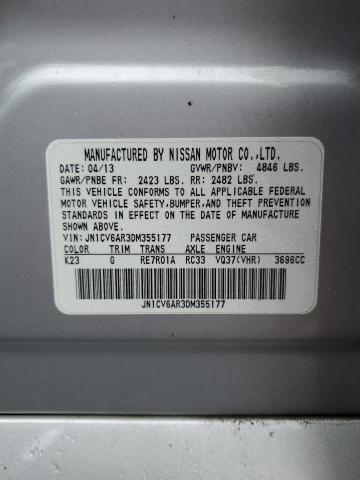 MANUFACTURED BY NISSAN MOTOR CO.,LTD.
DATE: 04/13 GVWR/PNBV: 4846 LBS.
GAWR/PNBE FR: 2423 LBS. RR: 2482 LBS.
THIS VEHICLE CONFORMS TO ALL APPLICABLE FEDERAL
MOTOR VEHICLE SAFETY,BUMPER,AND THEFT PREVENTION
STANDARDS IN EFFECT ON THE DATE OF MANUFACTURE
SHOWN ABOVE.
VIN: JN1CV6AR3DM355177 PASSENGER CAR
COLOR TRIM TRANS AXLE ENGINE
K23 G RE7R01A RC33 VQ37(VHR) 3696CC
JN1CV6AR3DM355177